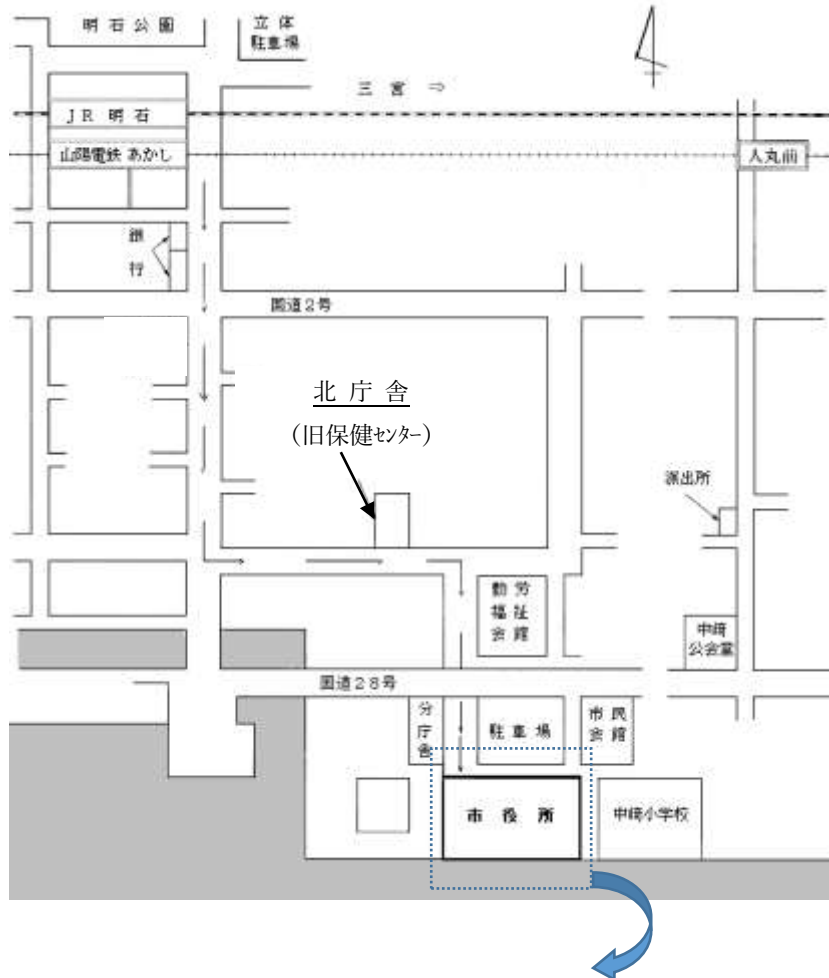 明石公園
立体
駐車場
三宮 ⇒
JR 明石
山陽電鉄 あかし
人丸前
銀
行
国道2号
北庁舎
(旧保健センター)
派出所
勤労
福祉
会館
中崎
公会堂
国道28号
分
庁
舎
駐車場
市民
会館
市役所
中崎小学校